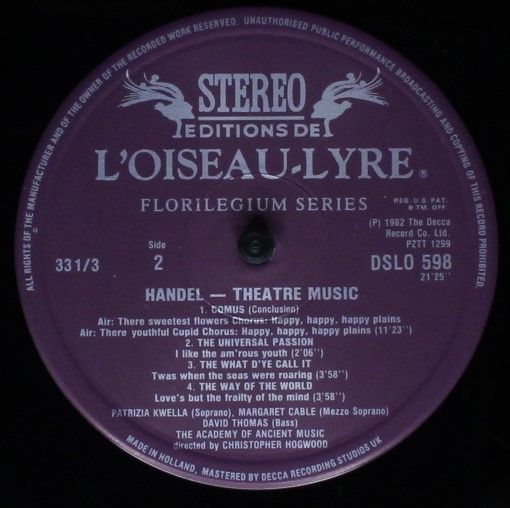 ALL RIGHTS OF THE MANUFACTURER AND OF THE OWNER OF THE RECORDED WORK RESERVED. UNAUTHORISED PUBLIC PERFORMANCE BROADCASTING AND COPYING OF THIS RECORD PROHIBITED.
STEREO
EDITIONS DE
L'OISEAU-LYRE ®
FLORILEGIUM SERIES
REG. U S PAT
& TM OFF.
(P) 1982 The Decca
Record Co. Ltd.
PZTT 1299
33 1/3
Side
2
DSLO 598
21'25''
HANDEL — THEATRE MUSIC
1. COMUS (Conclusion)
Air: There sweetest flowers Chorus: Happy, happy, happy plains
Air: There youthful Cupid Chorus: Happy, happy, happy plains (11'23'')
2. THE UNIVERSAL PASSION
I like the am'rous youth (2'06'')
3. THE WHAT D'YE CALL IT
Twas when the seas were roaring (3'58'')
4. THE WAY OF THE WORLD
Love's but the frailty of the mind (3'58'')
PATRIZIA KWELLA (Soprano), MARGARET CABLE (Mezzo Soprano)
DAVID THOMAS (Bass)
THE ACADEMY OF ANCIENT MUSIC
directed by CHRISTOPHER HOGWOOD
MADE IN HOLLAND, MASTERED BY DECCA RECORDING STUDIOS UK